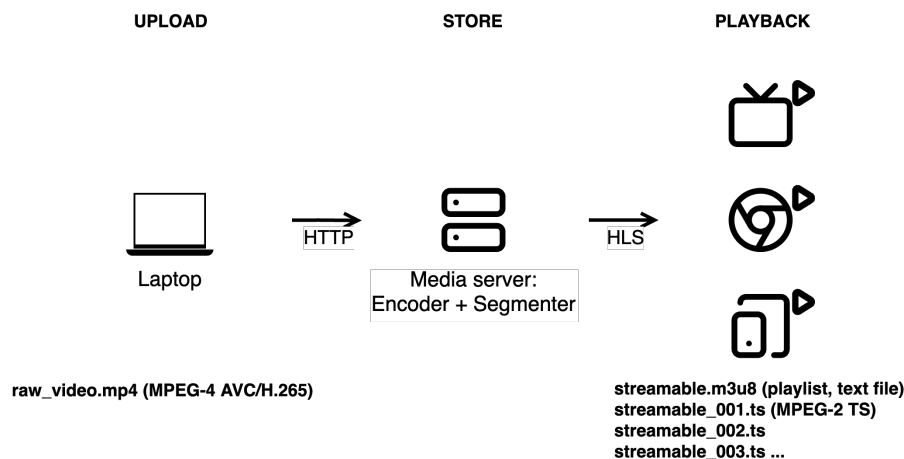 UPLOAD
STORE
PLAYBACK
HTTP
HLS
Laptop
Media server:
Encoder + Segmenter
raw_video.mp4 (MPEG-4 AVC/H.265)
streamable.m3u8 (playlist, text file)
streamable_001.ts (MPEG-2 TS)
streamable_002.ts
streamable_003.ts ...